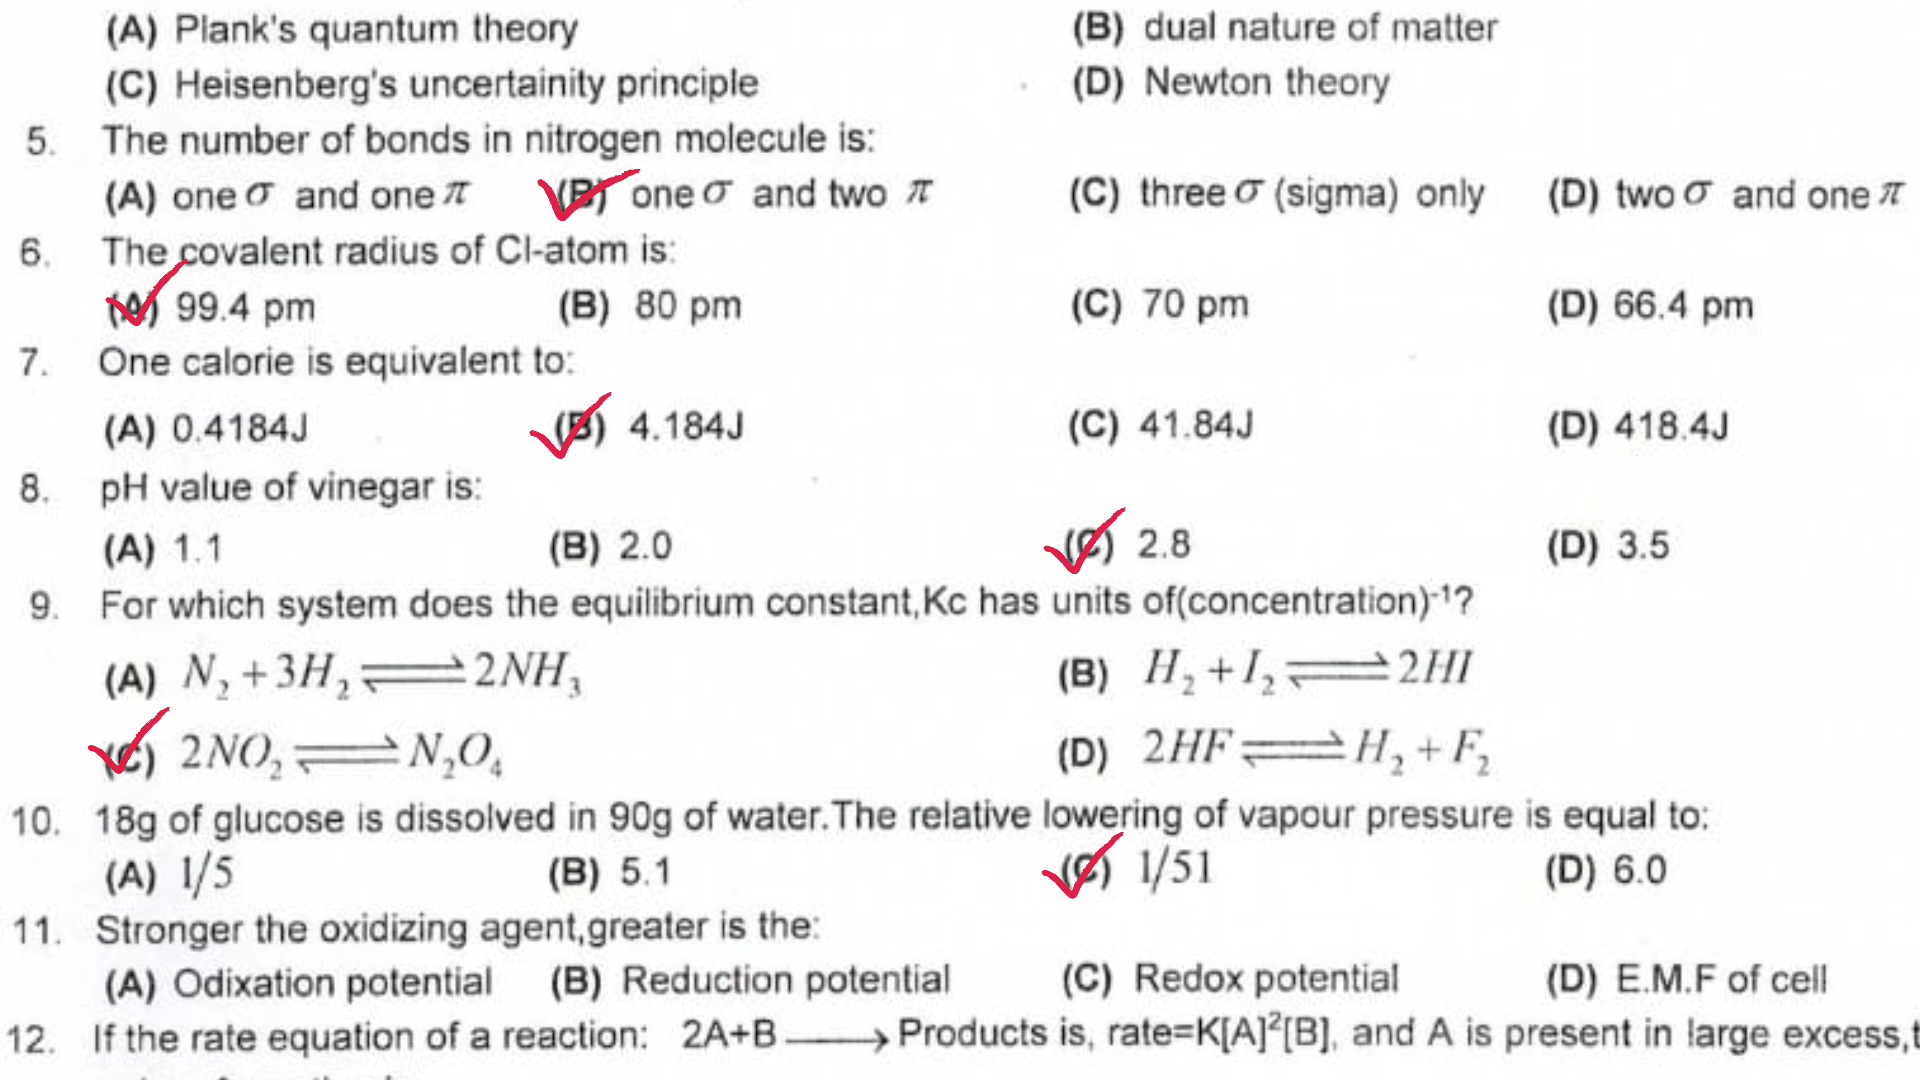 (A) Plank's quantum theory (B) dual nature of matter
(C) Heisenberg's uncertainity principle (D) Newton theory
5. The number of bonds in nitrogen molecule is:
(A) one σ and one π (B) one σ and two π (C) three σ (sigma) only (D) two σ and one π
6. The covalent radius of Cl-atom is:
(A) 99.4 pm (B) 80 pm (C) 70 pm (D) 66.4 pm
7. One calorie is equivalent to:
(A) 0.4184J (B) 4.184J (C) 41.84J (D) 418.4J
8. pH value of vinegar is:
(A) 1.1 (B) 2.0 (C) 2.8 (D) 3.5
9. For which system does the equilibrium constant,Kc has units of(concentration)⁻¹?
(A) N₂ + 3H₂ ⇌ 2NH₃ (B) H₂ + I₂ ⇌ 2HI
(C) 2NO₂ ⇌ N₂O₄ (D) 2HF ⇌ H₂ + F₂
10. 18g of glucose is dissolved in 90g of water.The relative lowering of vapour pressure is equal to:
(A) 1/5 (B) 5.1 (C) 1/51 (D) 6.0
11. Stronger the oxidizing agent,greater is the:
(A) Odixation potential (B) Reduction potential (C) Redox potential (D) E.M.F of cell
12. If the rate equation of a reaction: 2A+B ⟶ Products is, rate=K[A]²[B], and A is present in large excess,t